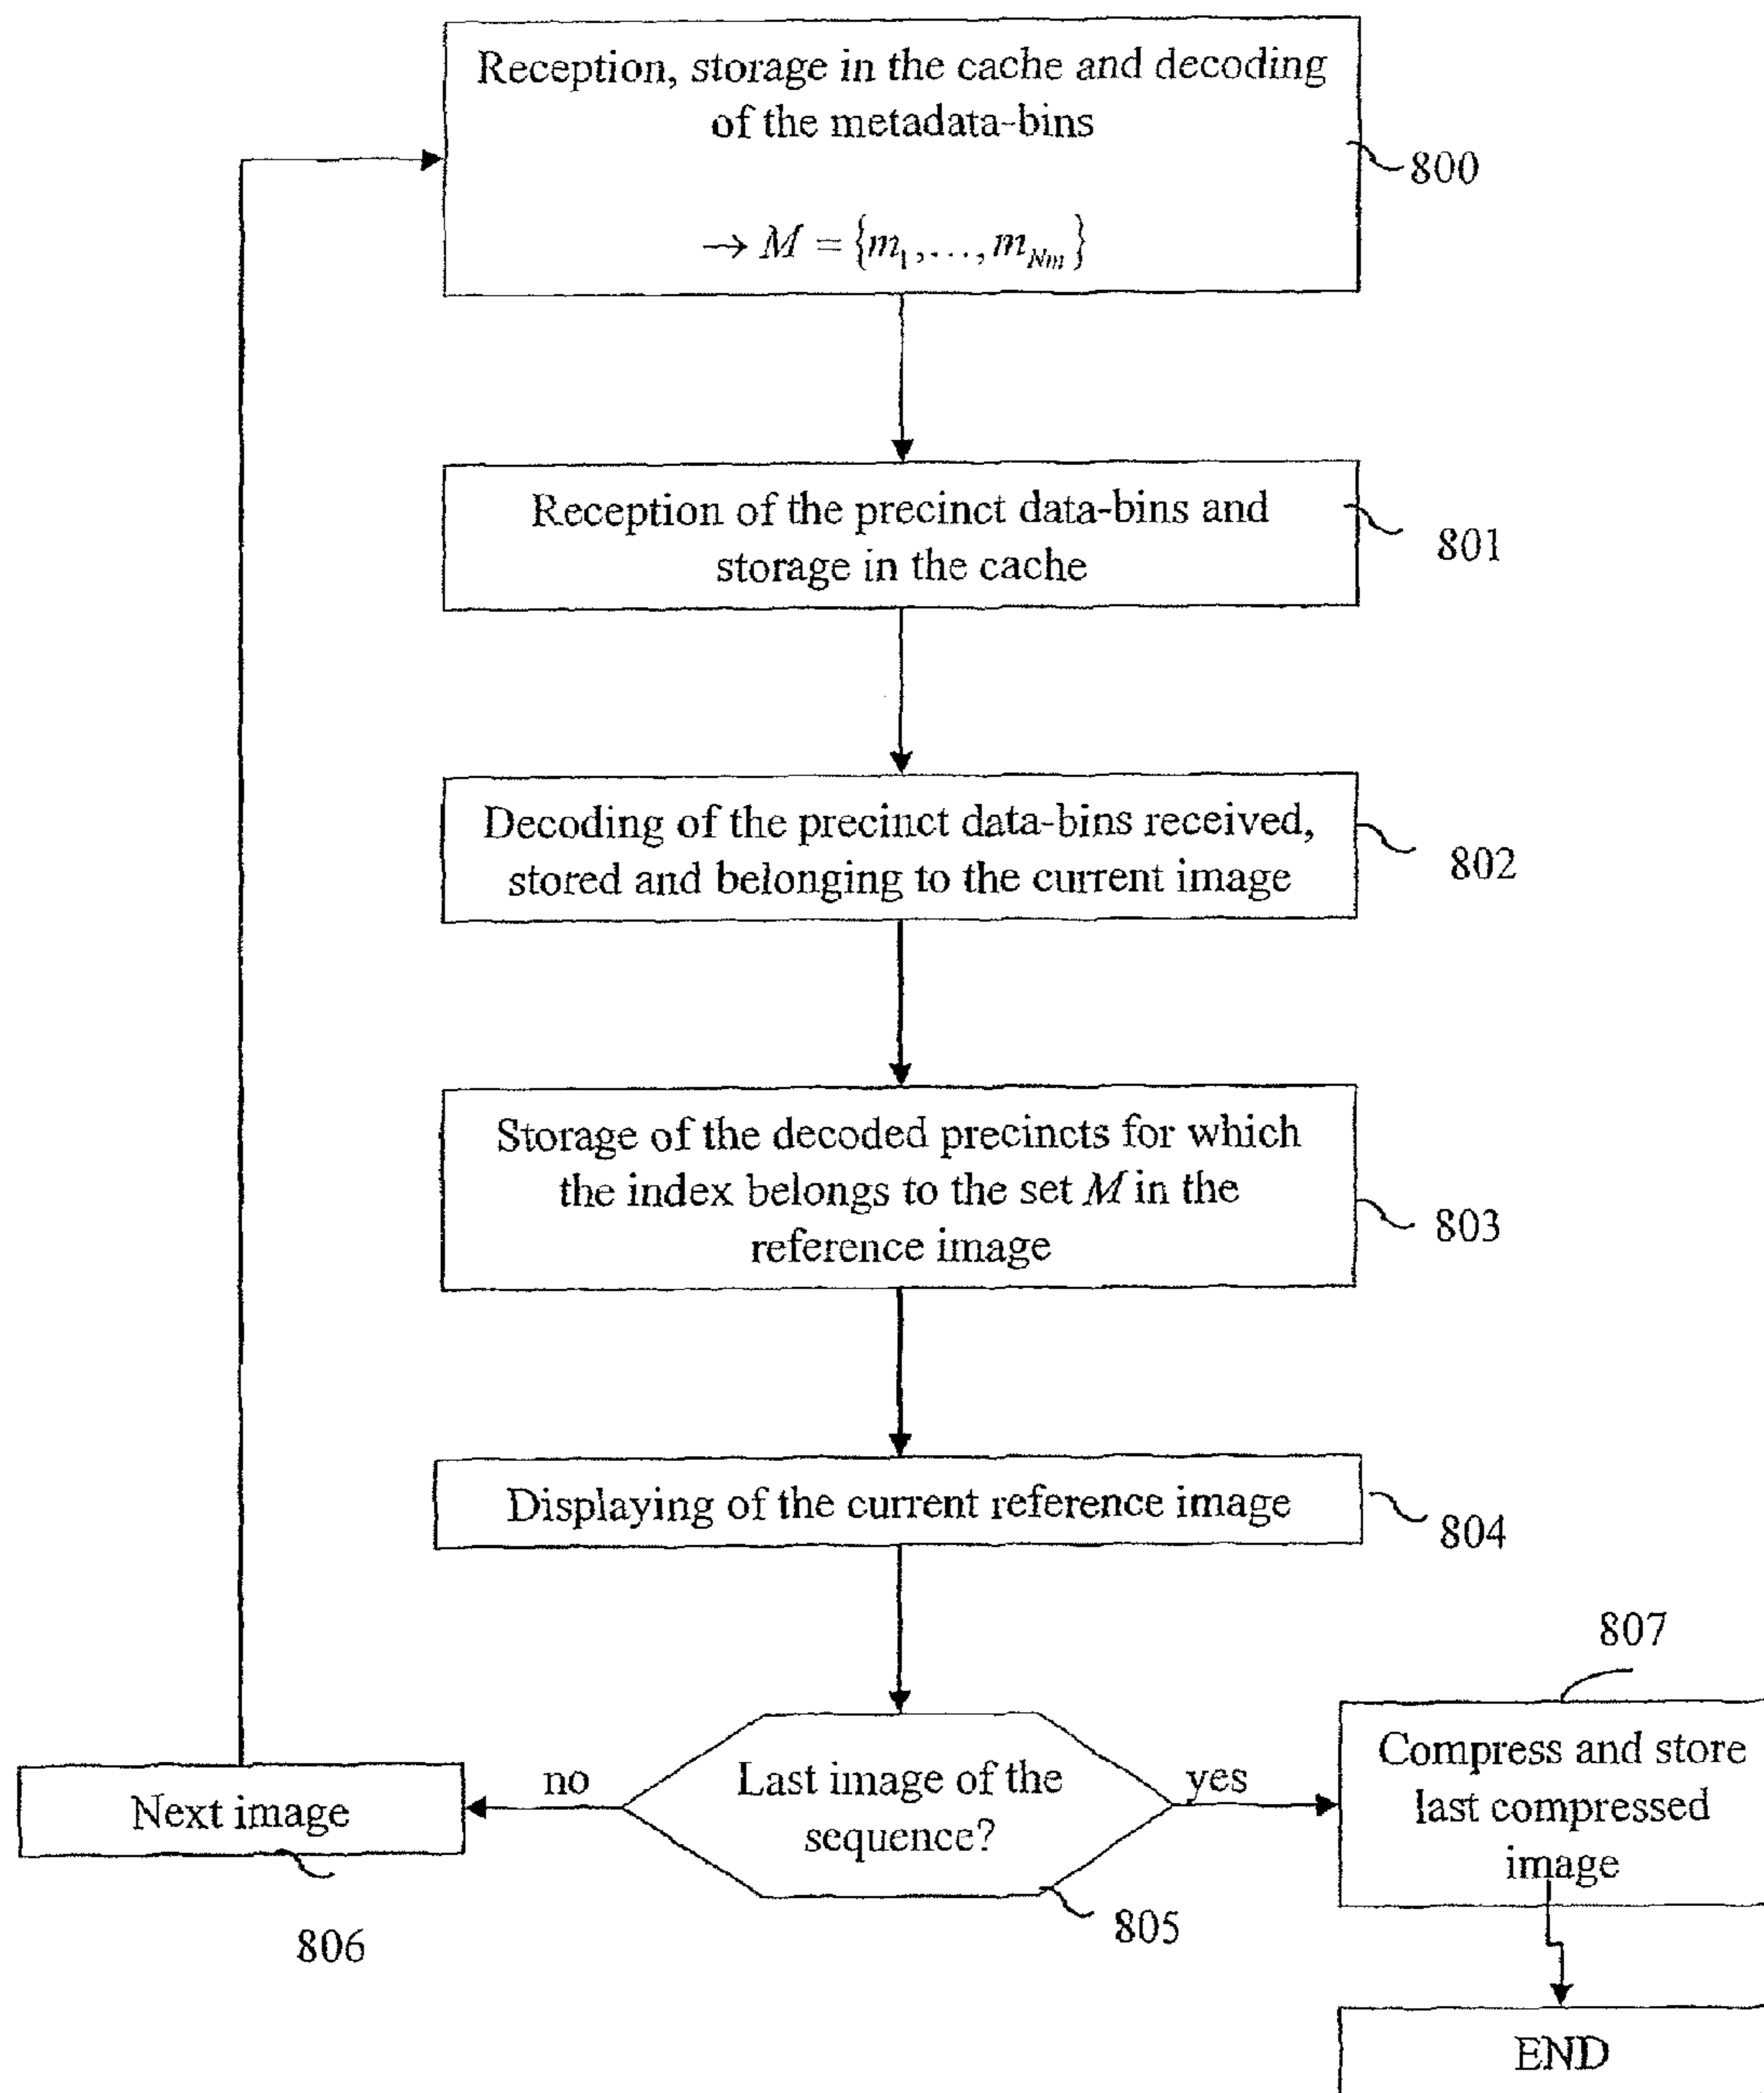 Reception, storage in the cache and decoding
of the metadata-bins
→ M = {m₁,...,m_Nm}
800
Reception of the precinct data-bins and
storage in the cache
801
Decoding of the precinct data-bins received,
stored and belonging to the current image
802
Storage of the decoded precincts for which
the index belongs to the set M in the
reference image
803
Displaying of the current reference image
804
Last image of the
sequence?
805
no
yes
Next image
806
807
Compress and store
last compressed
image
END